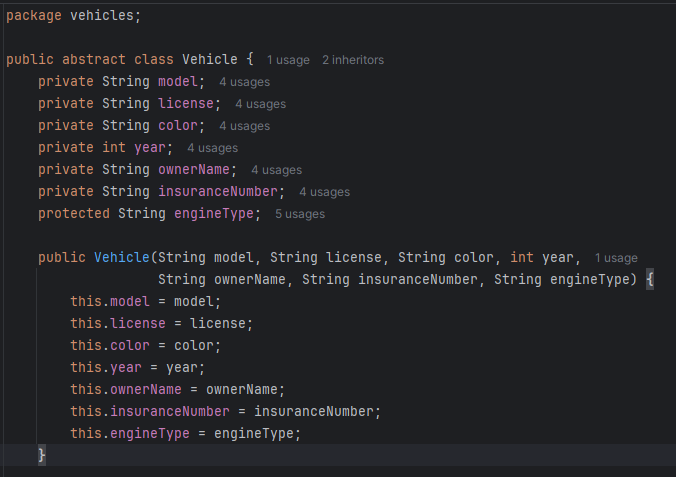 package vehicles;
public abstract class Vehicle { 1 usage 2 inheritors
private String model; 4 usages
private String license; 4 usages
private String color; 4 usages
private int year; 4 usages
private String ownerName; 4 usages
private String insuranceNumber; 4 usages
protected String engineType; 5 usages
public Vehicle(String model, String license, String color, int year, 1 usage
String ownerName, String insuranceNumber, String engineType) {
this.model = model;
this.license = license;
this.color = color;
this.year = year;
this.ownerName = ownerName;
this.insuranceNumber = insuranceNumber;
this.engineType = engineType;
}